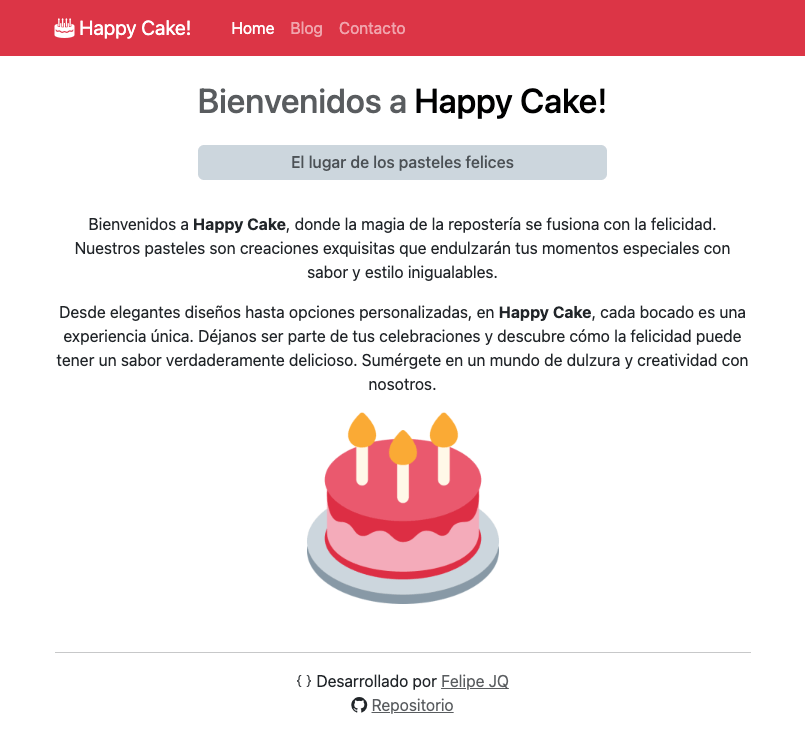 Happy Cake! Home Blog Contacto
Bienvenidos a Happy Cake!
El lugar de los pasteles felices
Bienvenidos a Happy Cake, donde la magia de la repostería se fusiona con la felicidad.
Nuestros pasteles son creaciones exquisitas que endulzarán tus momentos especiales con
sabor y estilo inigualables.
Desde elegantes diseños hasta opciones personalizadas, en Happy Cake, cada bocado es una
experiencia única. Déjanos ser parte de tus celebraciones y descubre cómo la felicidad puede
tener un sabor verdaderamente delicioso. Sumérgete en un mundo de dulzura y creatividad con
nosotros.
{ } Desarrollado por Felipe JQ
Repositorio